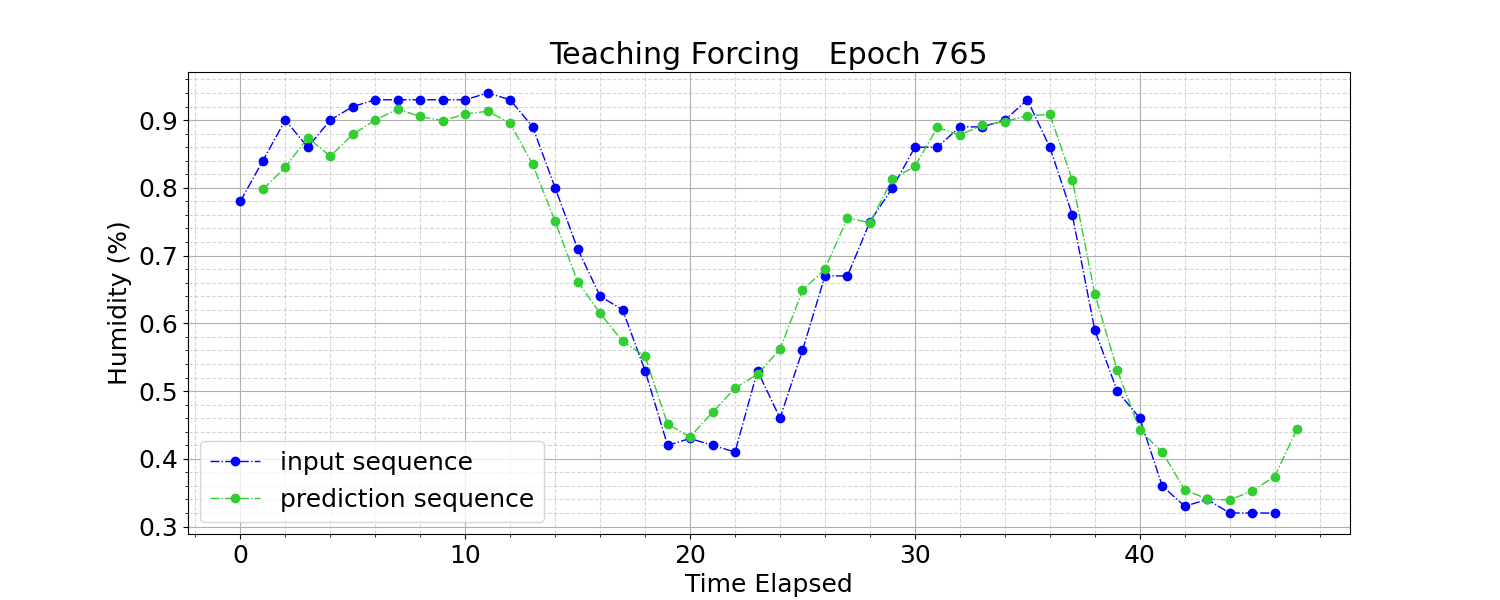 Teaching Forcing   Epoch 765
Humidity (%)
0.9
0.8
0.7
0.6
0.5
0.4
0.3
input sequence
prediction sequence
0 10 20 30 40
Time Elapsed